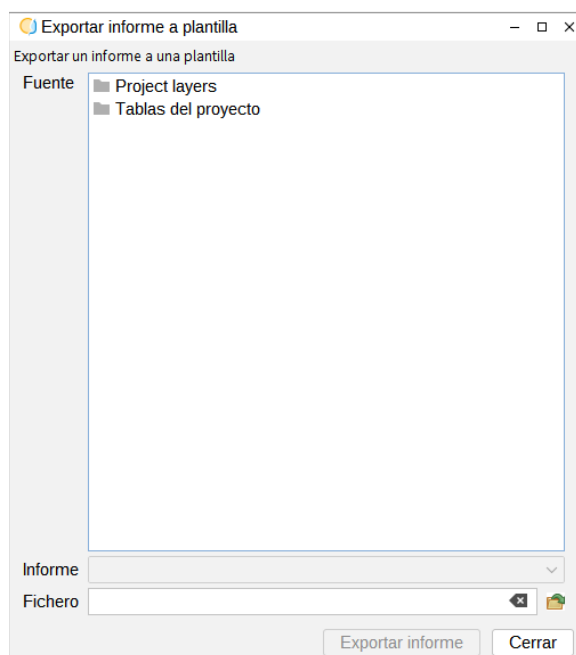 Exportar informe a plantilla
Exportar un informe a una plantilla
Fuente
Project layers
Tablas del proyecto
Informe
Fichero
Exportar informe
Cerrar